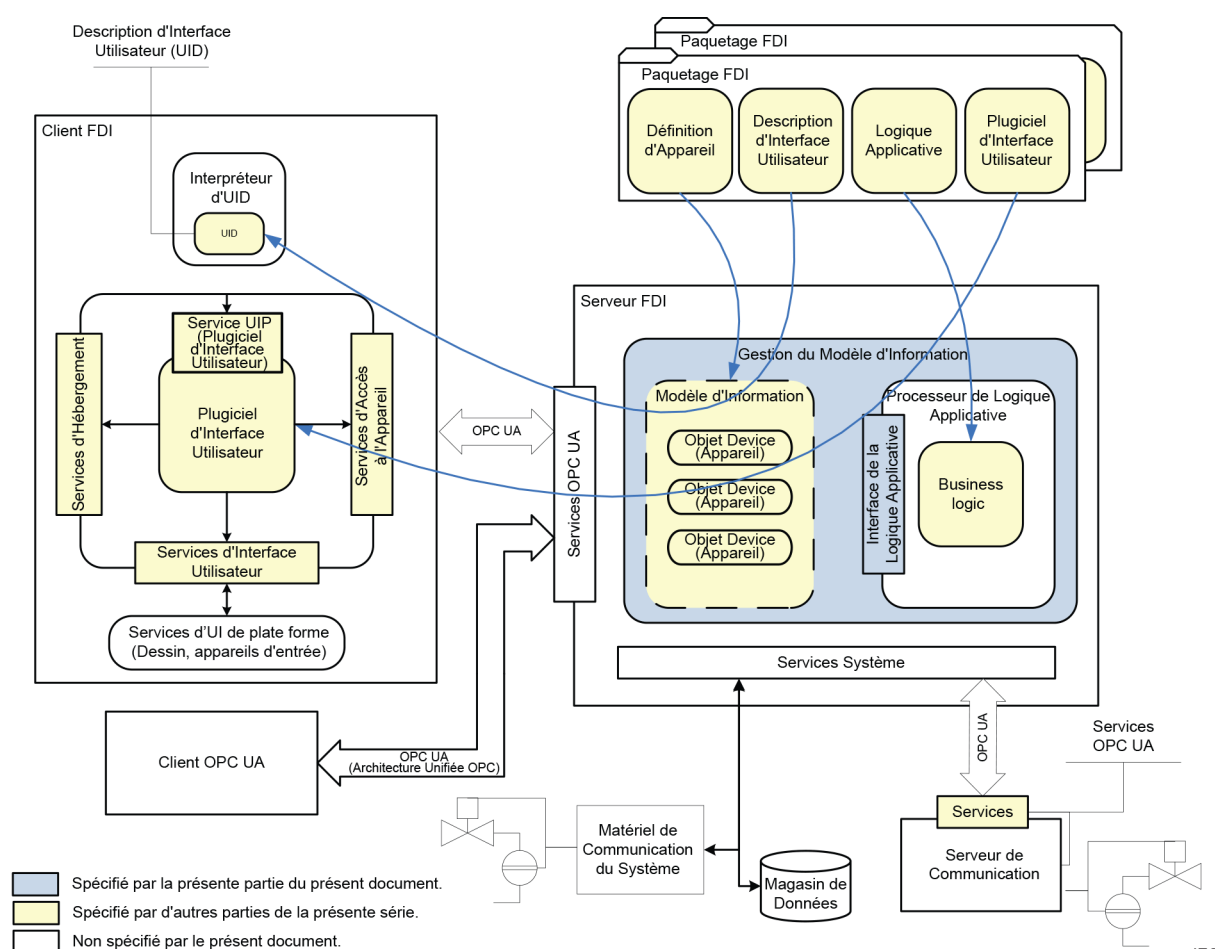 Description d'Interface
Utilisateur (UID)
Paquetage FDI
Paquetage FDI
Définition
d'Appareil
Description
d'Interface
Utilisateur
Logique
Applicative
Plugiciel
d'Interface
Utilisateur
Client FDI
Interpréteur
d'UID
UID
Service UIP
(Plugiciel
d'Interface
Utilisateur)
Services d'Hébergement
Plugiciel
d'Interface
Utilisateur
Services d'Accès
à l'Appareil
Services d'Interface
Utilisateur
Services d'UI de plate forme
(Dessin, appareils d'entrée)
OPC UA
Serveur FDI
Services OPC UA
Gestion du Modèle d'Information
Modèle d'Information
Objet Device
(Appareil)
Objet Device
(Appareil)
Objet Device
(Appareil)
Processeur de Logique
Applicative
Interface de la
Logique Applicative
Business
logic
Services Système
Client OPC UA
OPC UA
(Architecture Unifiée OPC)
OPC UA
Services
OPC UA
Services
Serveur de
Communication
Matériel de
Communication
du Système
Magasin de
Données
Spécifié par la présente partie du présent document.
Spécifié par d'autres parties de la présente série.
Non spécifié par le présent document.